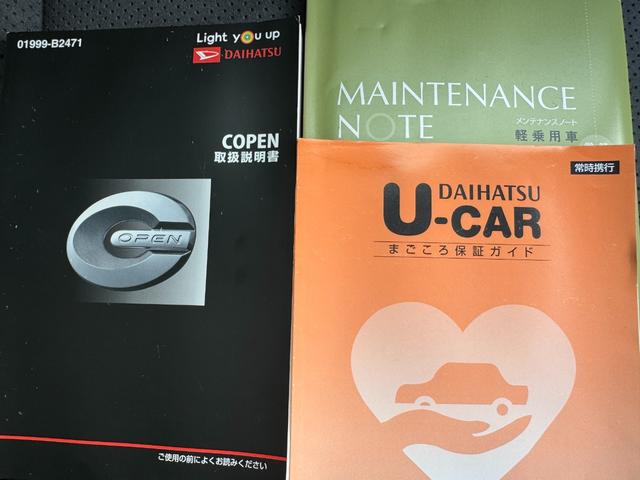 01999-B2471
Light you up
DAIHATSU
COPEN
取扱説明書
COPEN
ご使用の前によくお読みください
MAINTENANCE
NOTE
メンテナンスノート
軽乗用車
常時携行
DAIHATSU
U-CAR
まごころ保証ガイド